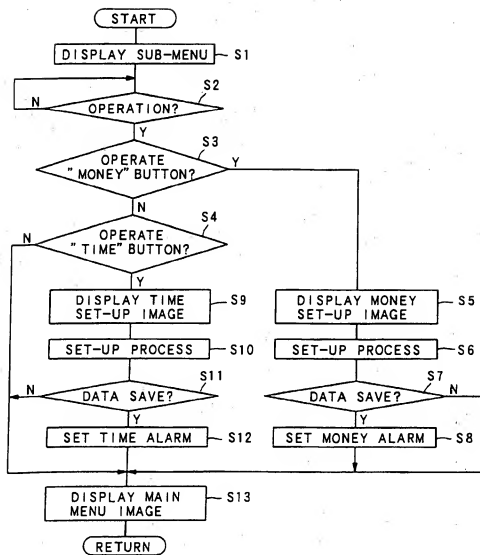 START
DISPLAY SUB-MENU
S1
S2
N
OPERATION?
Y
S3
OPERATE
"MONEY" BUTTON?
Y
N
S4
N
OPERATE
"TIME" BUTTON?
Y
DISPLAY TIME
SET-UP IMAGE
S9
DISPLAY MONEY
SET-UP IMAGE
S5
SET-UP PROCESS
S10
SET-UP PROCESS
S6
S11
N
DATA SAVE?
Y
S7
DATA SAVE?
N
Y
SET TIME ALARM
S12
SET MONEY ALARM
S8
DISPLAY MAIN
MENU IMAGE
S13
RETURN